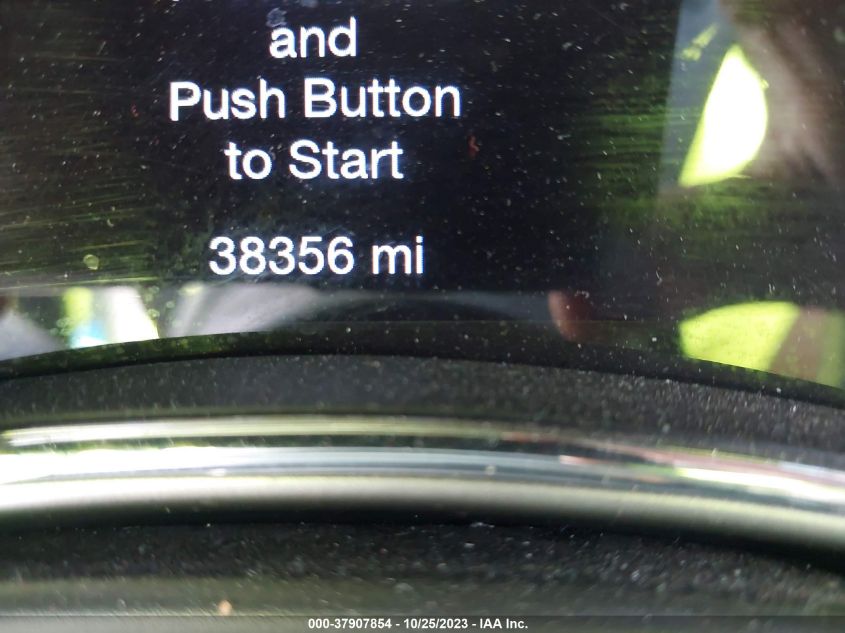 and
Push Button
to Start
38356 mi
000-37907854 - 10/25/2023 - IAA Inc.